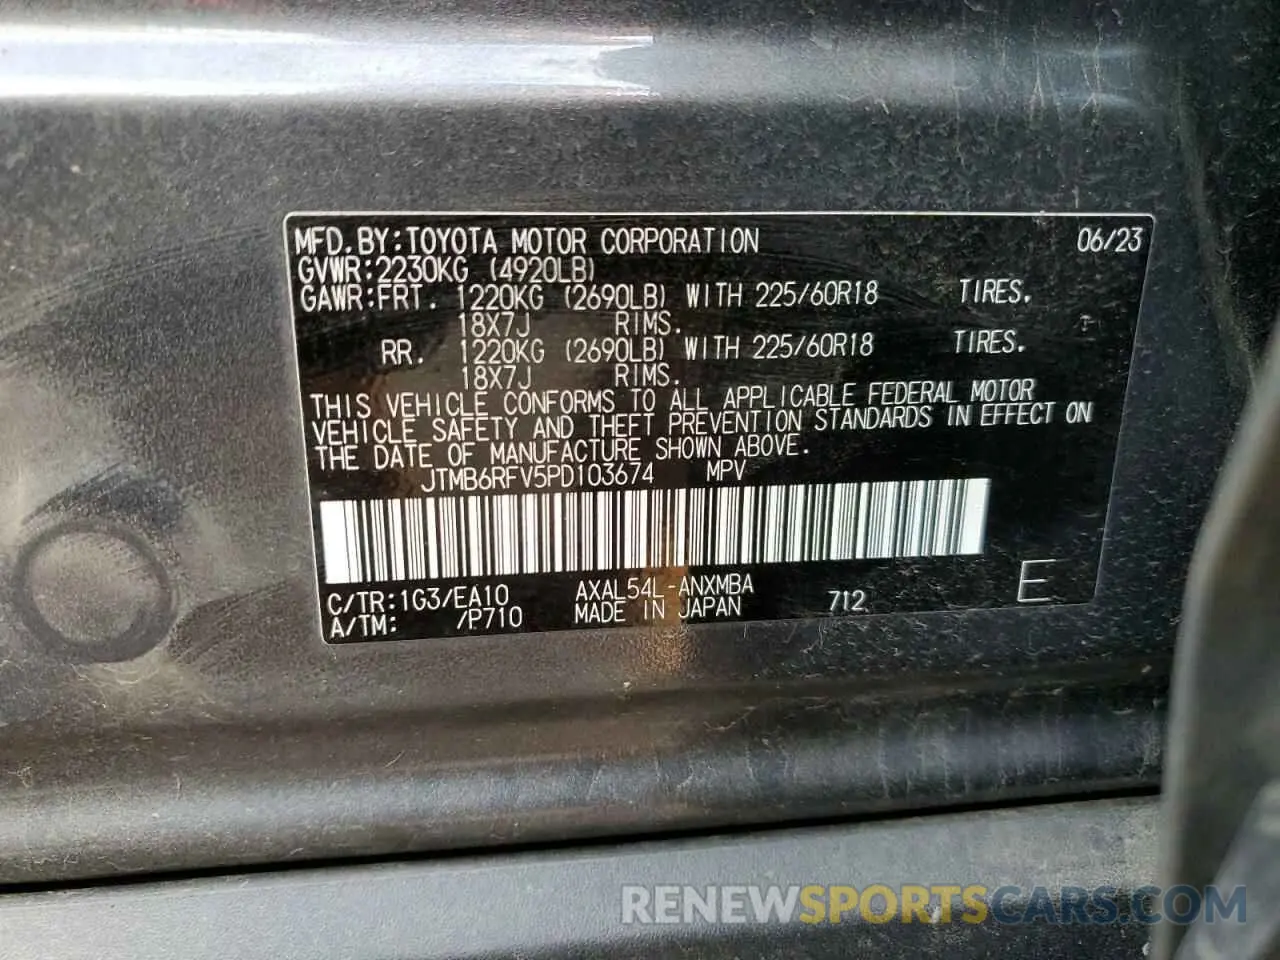 MFD.BY:TOYOTA MOTOR CORPORATION 06/23
GVWR:2230KG (4920LB)
GAWR:FRT. 1220KG (2690LB) WITH 225/60R18 TIRES.
18X7J RIMS.
RR. 1220KG (2690LB) WITH 225/60R18 TIRES.
18X7J RIMS.
THIS VEHICLE CONFORMS TO ALL APPLICABLE FEDERAL MOTOR
VEHICLE SAFETY AND THEFT PREVENTION STANDARDS IN EFFECT ON
THE DATE OF MANUFACTURE SHOWN ABOVE.
JTMB6RFV5PD103674 MPV
C/TR:1G3/EA10 AXAL54L-ANXMBA
A/TM: /P710 MADE IN JAPAN 712 E
RENEWSPORTSCARS.COM